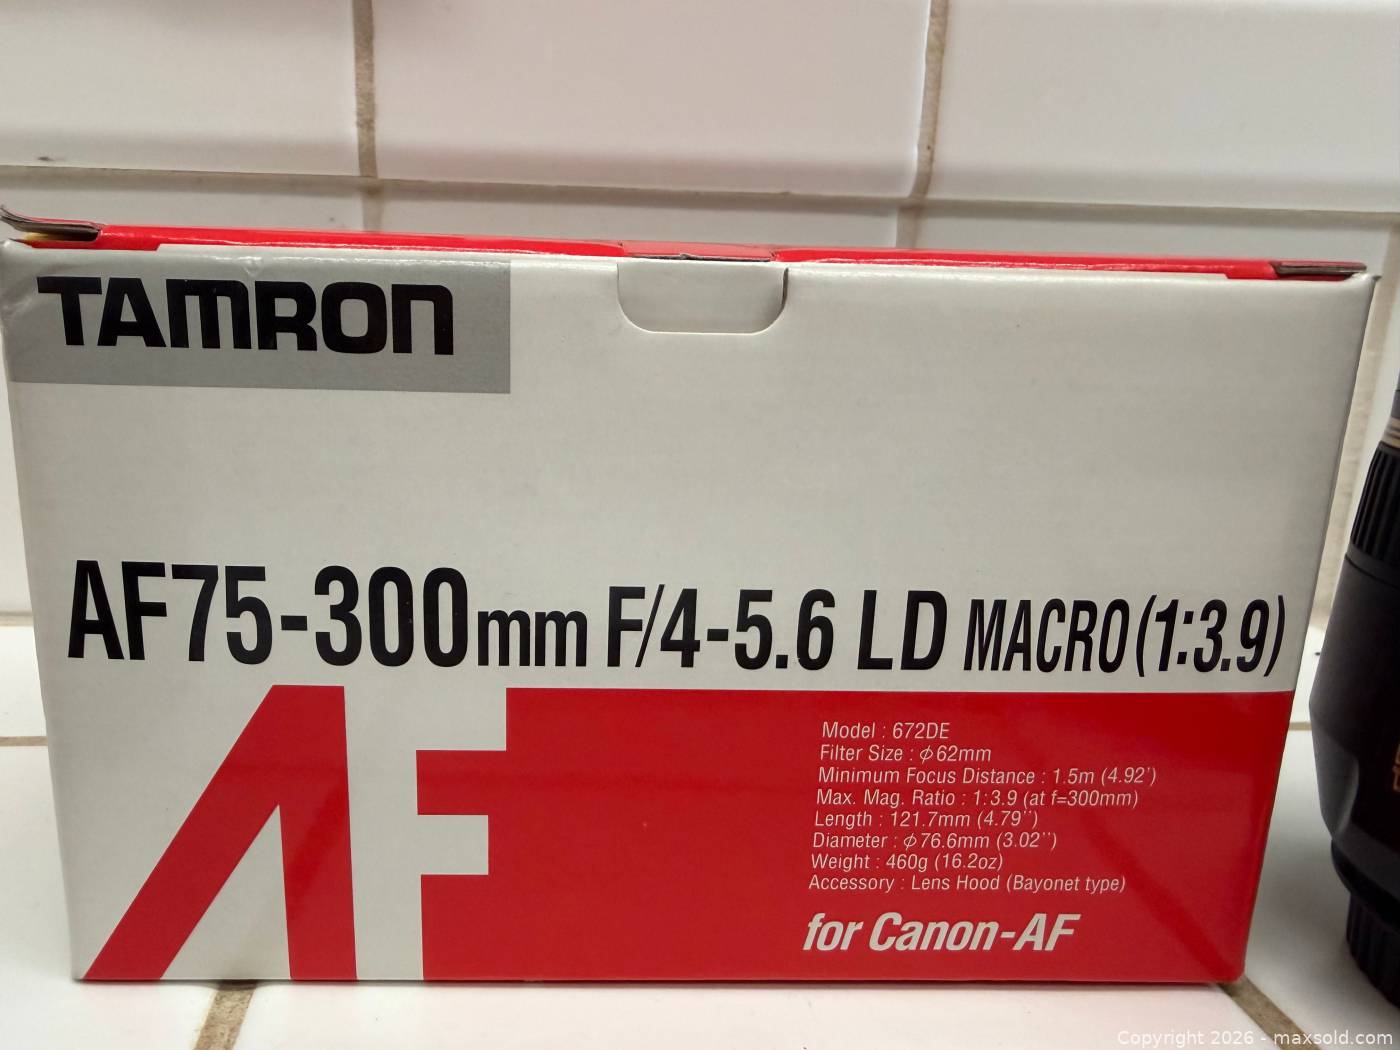 TAMRON
AF75-300mm F/4-5.6 LD MACRO(1:3.9)
AF
Model : 672DE
Filter Size : ϕ62mm
Minimum Focus Distance : 1.5m (4.92')
Max. Mag. Ratio : 1:3.9 (at f=300mm)
Length : 121.7mm (4.79'')
Diameter : ϕ76.6mm (3.02'')
Weight : 460g (16.2oz)
Accessory : Lens Hood (Bayonet type)
for Canon-AF
Copyright 2026 - maxsold.com